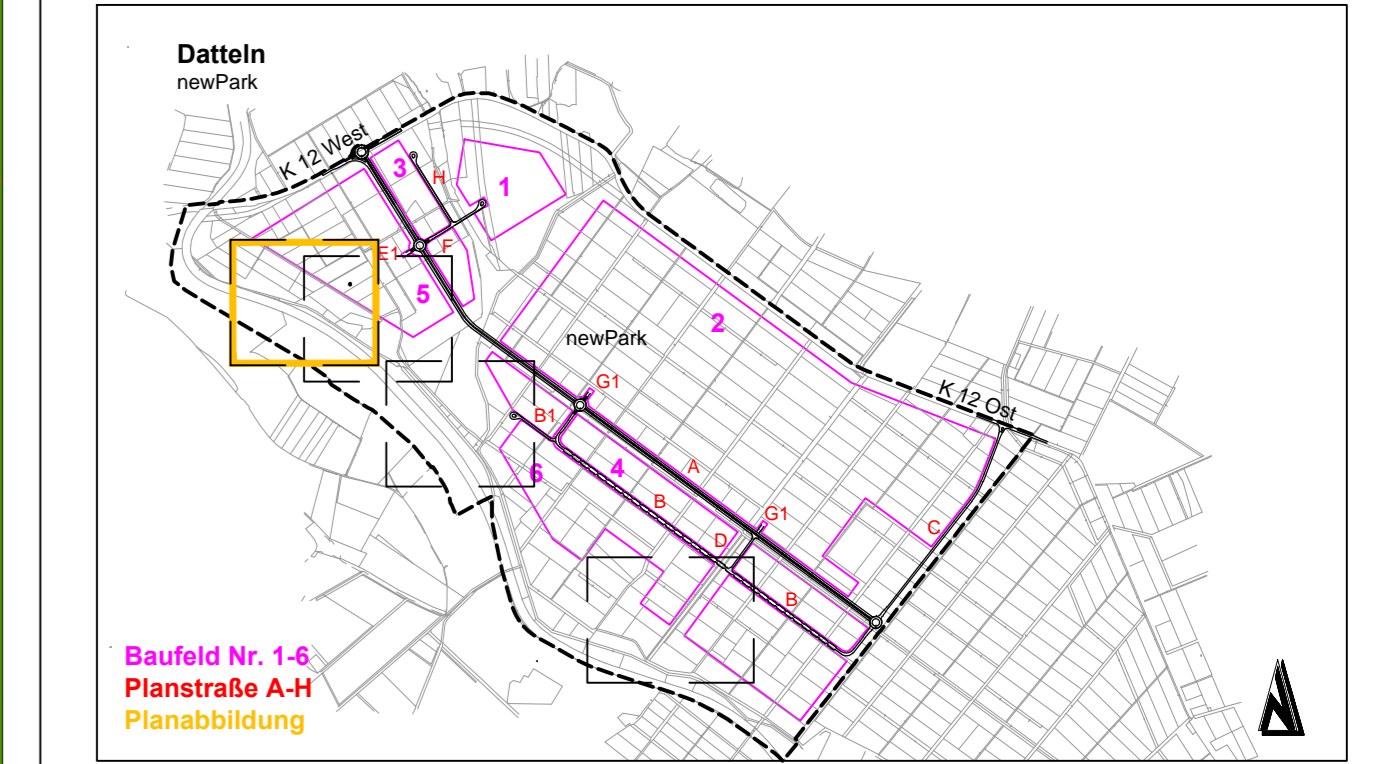 Datteln
newPark
K 12 West
3
H
1
E1
F
5
2
newPark
K 12 Ost
G1
B1
A
6
4
B
G1
C
D
B
Baufeld Nr. 1-6
Planstraße A-H
Planabbildung
N